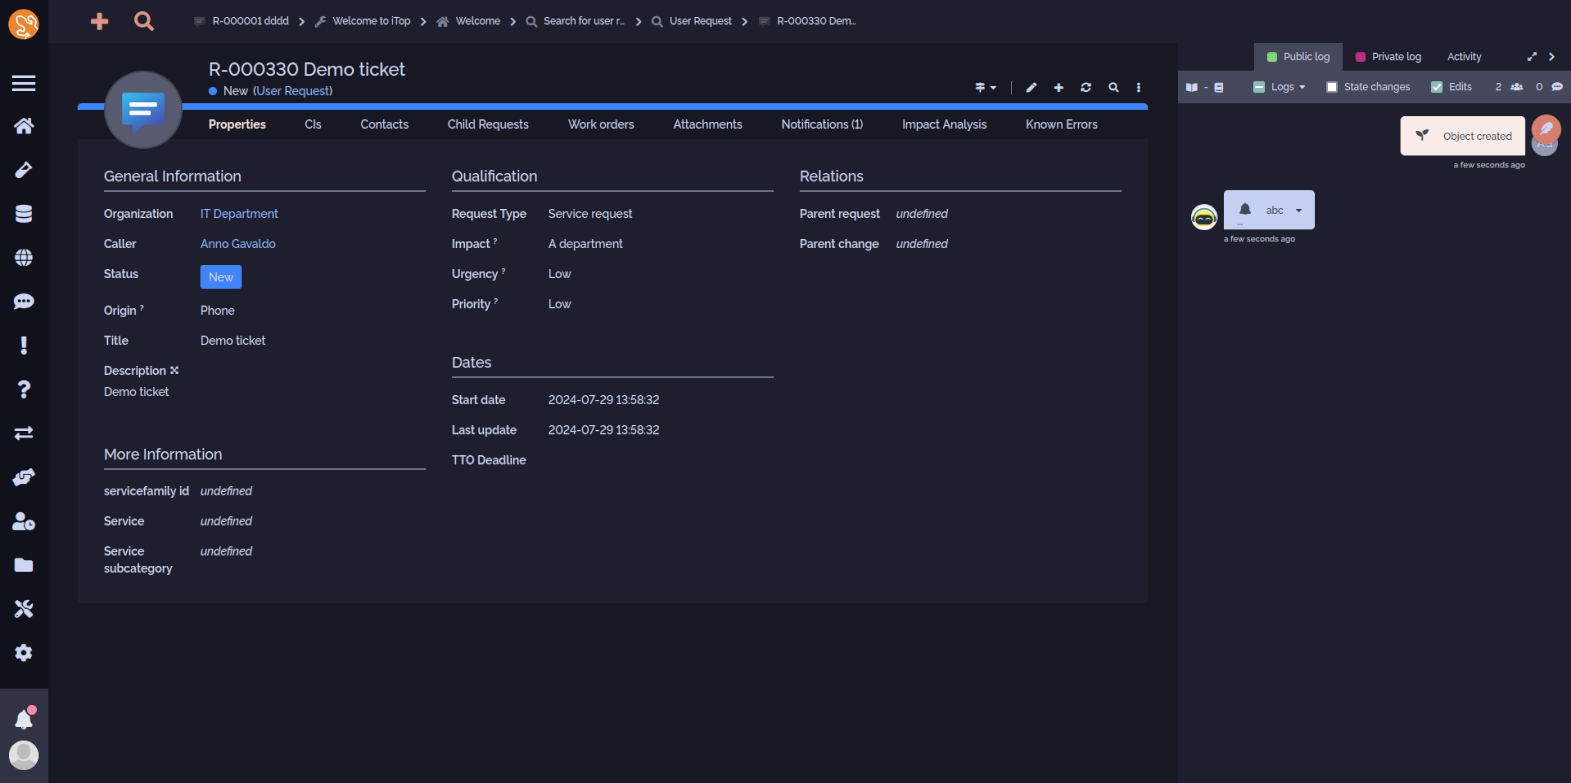 R-000001 dddd
Welcome to iTop
Welcome
Search for user r...
User Request
R-000330 Dem...
R-000330 Demo ticket
New (User Request)
Properties
CIs
Contacts
Child Requests
Work orders
Attachments
Notifications (1)
Impact Analysis
Known Errors
General Information
Organization IT Department
Caller Anno Gavaldo
Status New
Origin ? Phone
Title Demo ticket
Description
Demo ticket
More Information
servicefamily id undefined
Service undefined
Service undefined
subcategory
Qualification
Request Type Service request
Impact ? A department
Urgency ? Low
Priority ? Low
Dates
Start date 2024-07-29 13:58:32
Last update 2024-07-29 13:58:32
TTO Deadline
Relations
Parent request undefined
Parent change undefined
Public log
Private log
Activity
- Logs State changes Edits 2 0
Object created
a few seconds ago
abc
a few seconds ago